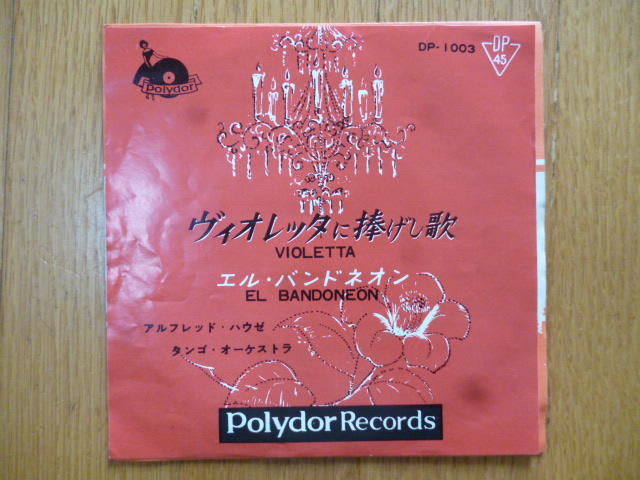 polydor
DP-1003
DP
45
ヴィオレッタに捧げし歌
VIOLETTA
エル・バンドネオン
EL BANDONEON
アルフレッド・ハウゼ
タンゴ・オーケストラ
Polydor Records